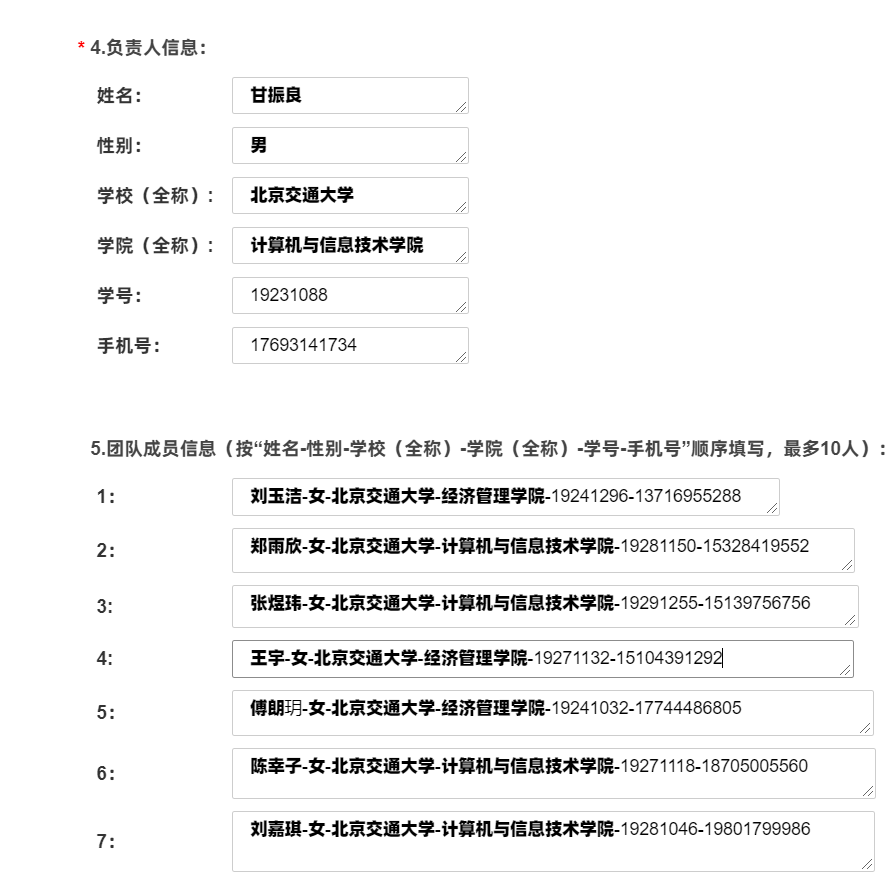 * 4.负责人信息：
姓名： 甘振良
性别： 男
学校（全称）： 北京交通大学
学院（全称）： 计算机与信息技术学院
学号： 19231088
手机号： 17693141734
5.团队成员信息（按“姓名-性别-学校（全称）-学院（全称）-学号-手机号”顺序填写，最多10人）：
1： 刘玉洁-女-北京交通大学-经济管理学院-19241296-13716955288
2： 郑雨欣-女-北京交通大学-计算机与信息技术学院-19281150-15328419552
3: 张煜玮-女-北京交通大学-计算机与信息技术学院-19291255-15139756756
4: 王宇-女-北京交通大学-经济管理学院-19271132-15104391292
5： 傅朗玥-女-北京交通大学-经济管理学院-19241032-17744486805
6： 陈幸子-女-北京交通大学-计算机与信息技术学院-19271118-18705005560
7： 刘嘉琪-女-北京交通大学-计算机与信息技术学院-19281046-19801799986